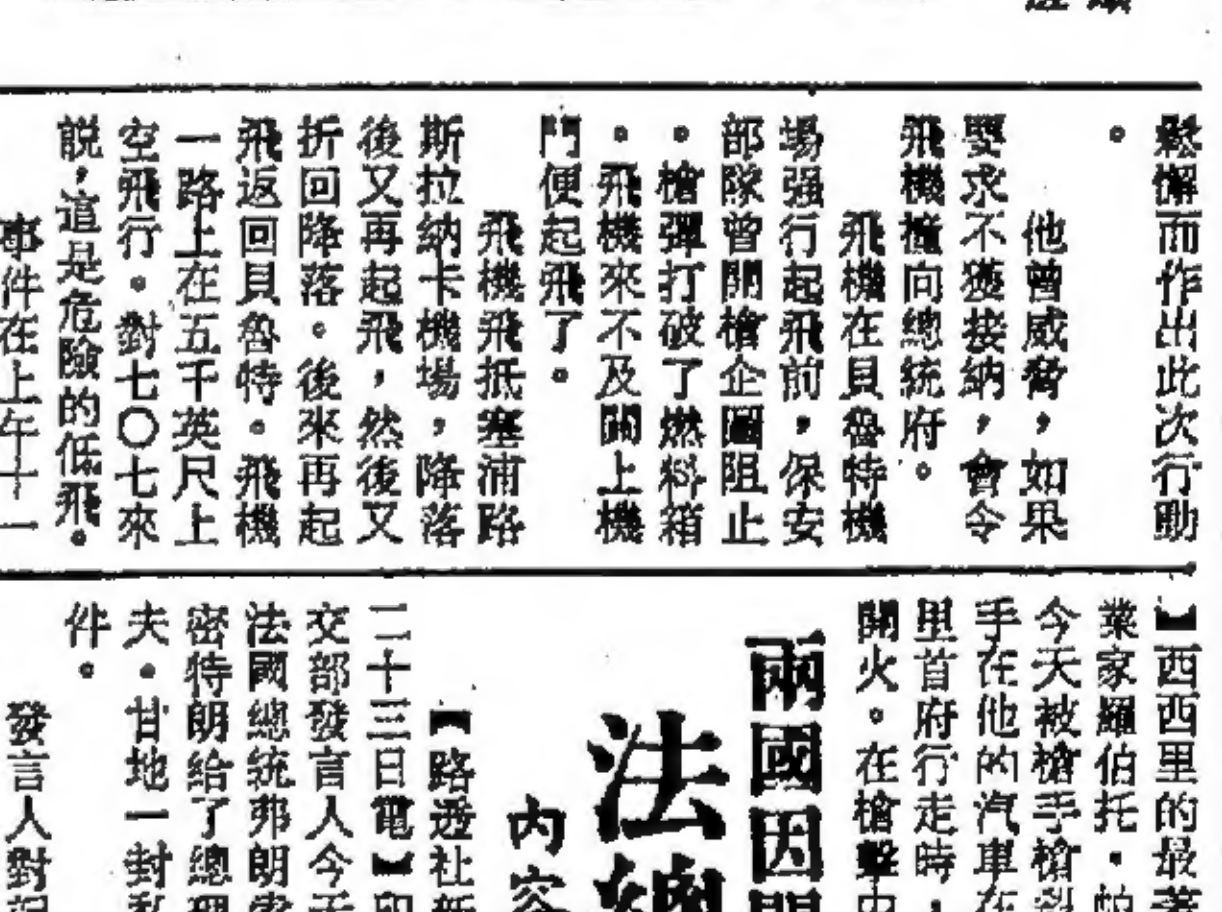 鬆懈而作出此次行動
。
他曾威脅，如果
要求不獲接納，會令
飛機撞向總統府。
飛機在貝魯特機
場强行起飛前，保安
部隊曾開槍企圖阻止
。槍彈打破了燃料箱
。飛機來不及關上機
門便起飛了。
飛機飛抵塞浦路
斯拉納卡機場，降落
後又再起飛，然後又
折回降落。後來再起
飛返回貝魯特。飛機
一路上在五千英尺上
空飛行。對七〇七來
説，這是危險的低飛。
事件在上午十一
】西西里的最著
業家羅伯托·帕
今天被槍手槍殺
手在他的汽車在
里首府行走時，
開火。在槍擊中
兩國因間
法總
内容
【路透社新
二十三日電】印
交部發言人今天
法國總統弗朗索
密特朗給了總理
夫·甘地一封私
件。
發言人對記